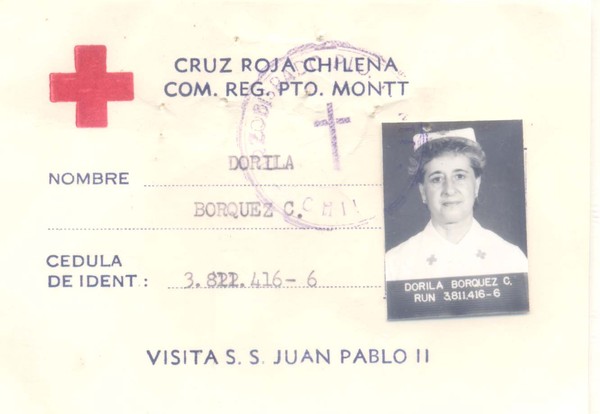 CRUZ ROJA CHILENA
COM. REG. PTO. MONTT
NOMBRE DORILA
BORQUEZ C.
CEDULA
DE IDENT: 3.811.416-6
DORILA BORQUEZ C.
RUN 3.811.416-6
VISITA S. S. JUAN PABLO II